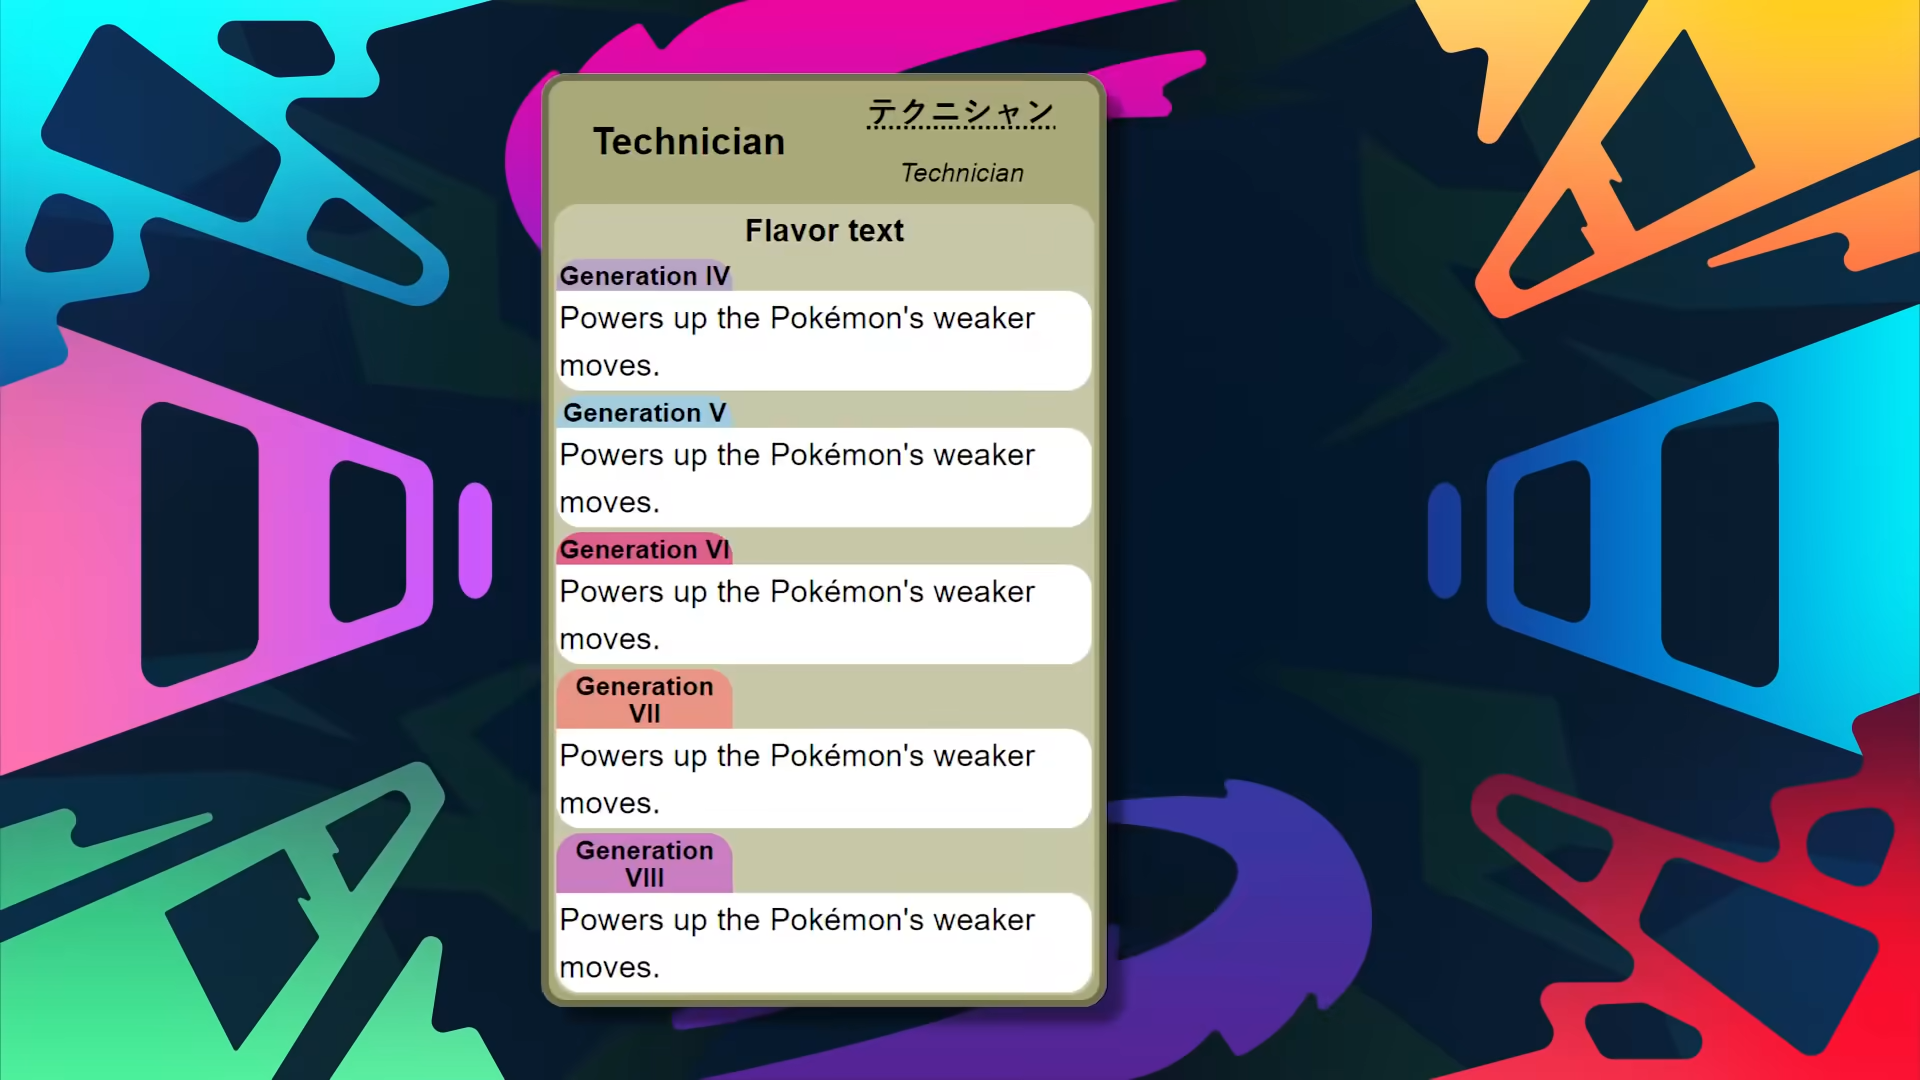 Technician
テクニシャン
Technician
Flavor text
Generation IV
Powers up the Pokémon's weaker
moves.
Generation V
Powers up the Pokémon's weaker
moves.
Generation VI
Powers up the Pokémon's weaker
moves.
Generation
VII
Powers up the Pokémon's weaker
moves.
Generation
VIII
Powers up the Pokémon's weaker
moves.